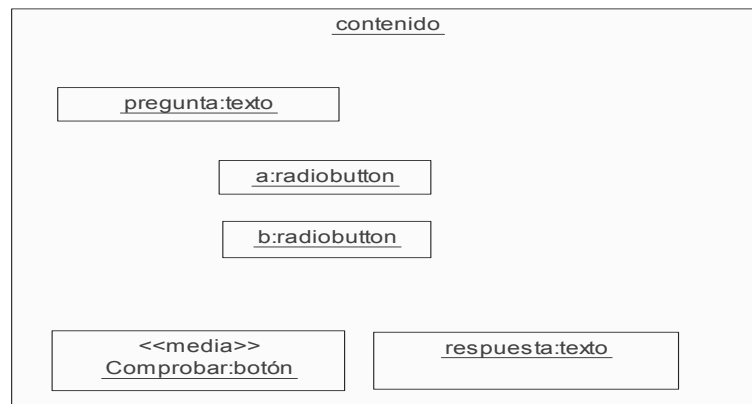 contenido
pregunta:texto
a:radiobutton
b:radiobutton
<<media>>
Comprobar:botón
respuesta:texto